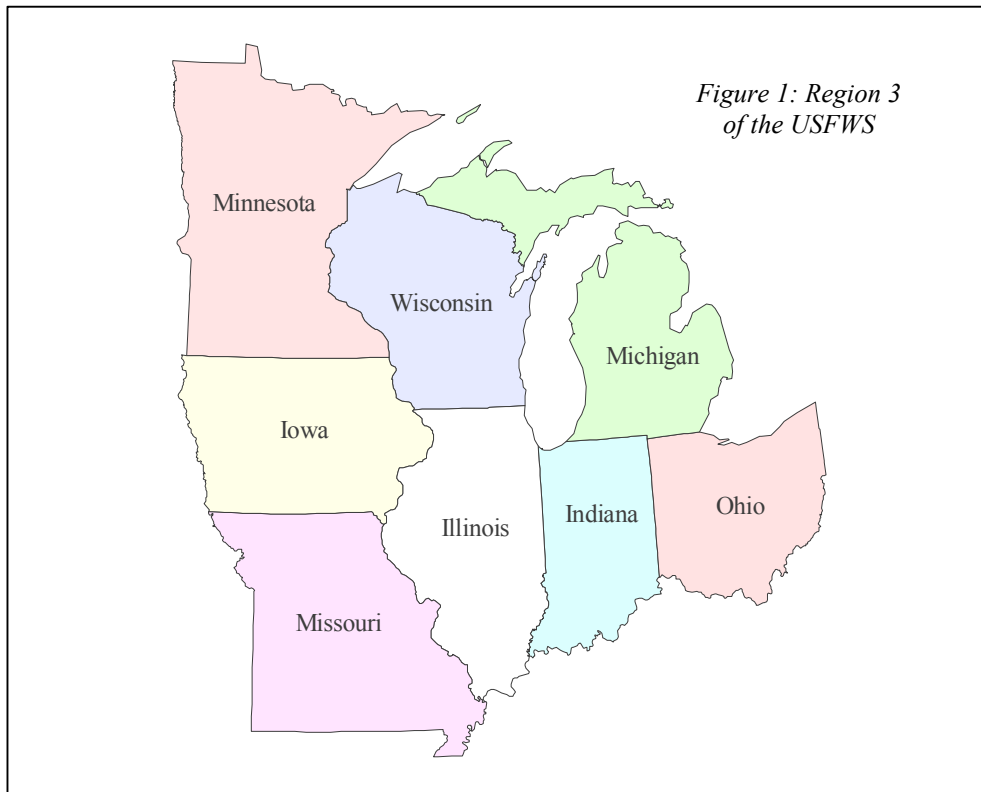 Figure 1: Region 3
of the USFWS
Minnesota
Wisconsin
Michigan
Iowa
Ohio
Indiana
Illinois
Missouri